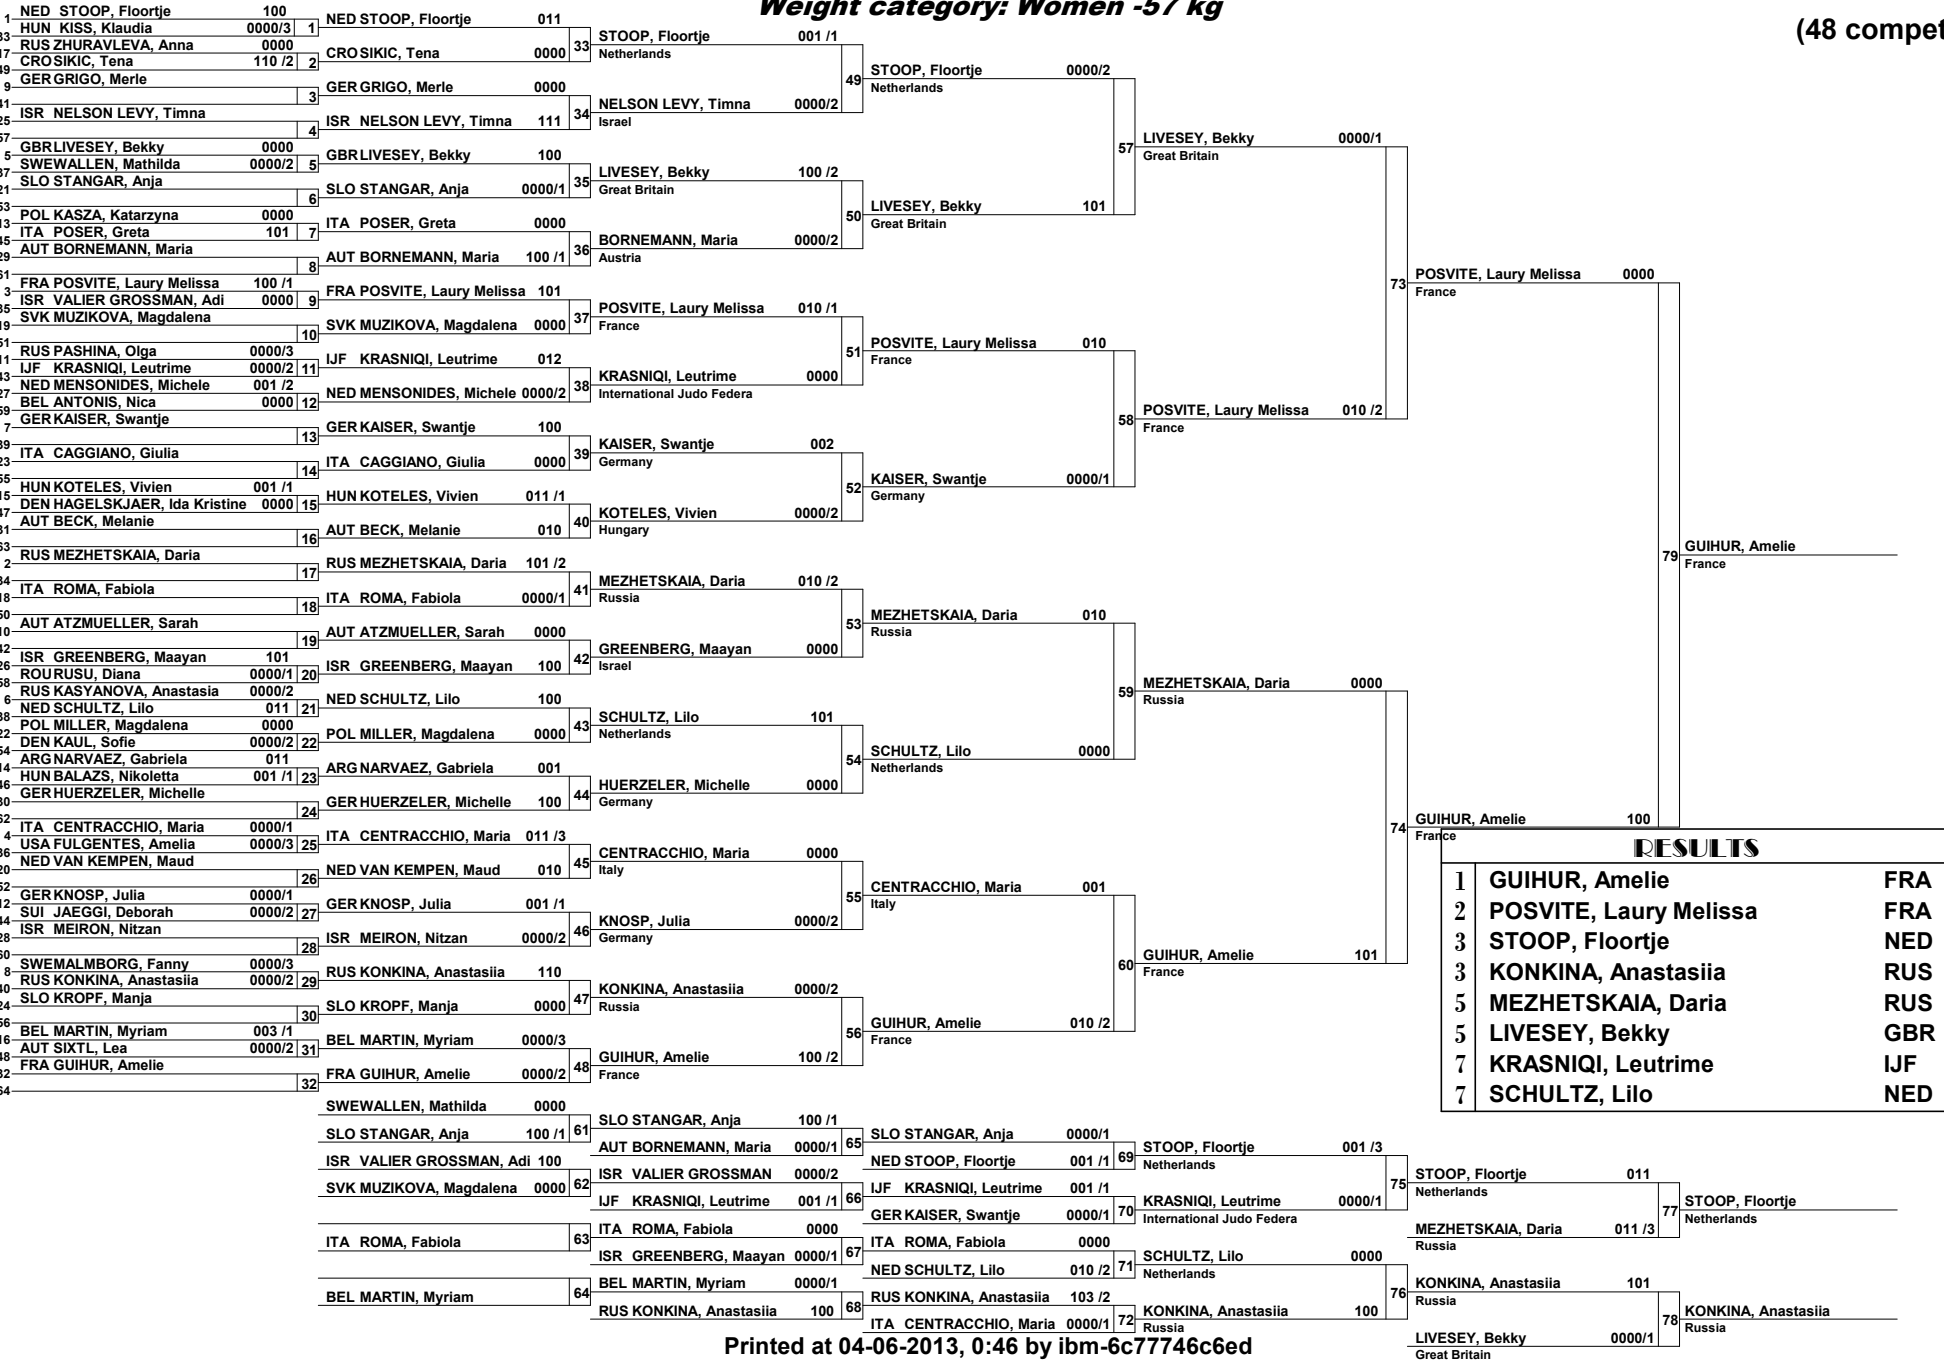 Weight category: Women -57 kg
(48 compet
NED STOOP, Floortje 100
HUN KISS, Klaudia 0000/3 1
RUS ZHURAVLEVA, Anna 0000
CRO SIKIC, Tena 110 /2 2
GER GRIGO, Merle
3
ISR NELSON LEVY, Timna
4
GBR LIVESEY, Bekky 0000
SWE WALLEN, Mathilda 0000/2 5
SLO STANGAR, Anja
6
POL KASZA, Katarzyna 0000
ITA POSER, Greta 101 7
AUT BORNEMANN, Maria
8
FRA POSVITE, Laury Melissa 100 /1
ISR VALIER GROSSMAN, Adi 0000 9
SVK MUZIKOVA, Magdalena
10
RUS PASHINA, Olga 0000/3
IJF KRASNIQI, Leutrime 0000/2 11
NED MENSONIDES, Michele 001 /2
BEL ANTONIS, Nica 0000 12
GER KAISER, Swantje
13
ITA CAGGIANO, Giulia
14
HUN KOTELES, Vivien 001 /1
DEN HAGELSKJAER, Ida Kristine 0000 15
AUT BECK, Melanie
16
RUS MEZHETSKAIA, Daria
17
ITA ROMA, Fabiola
18
AUT ATZMUELLER, Sarah
19
ISR GREENBERG, Maayan 101
ROU RUSU, Diana 0000/1 20
RUS KASYANOVA, Anastasia 0000/2
NED SCHULTZ, Lilo 011 21
POL MILLER, Magdalena 0000
DEN KAUL, Sofie 0000/2 22
ARG NARVAEZ, Gabriela 011
HUN BALAZS, Nikoletta 001 /1 23
GER HUERZELER, Michelle
24
ITA CENTRACCHIO, Maria 0000/1
USA FULGENTES, Amelia 0000/3 25
NED VAN KEMPEN, Maud
26
GER KNOSP, Julia 0000/1
SUI JAEGGI, Deborah 0000/2 27
ISR MEIRON, Nitzan
28
SWE MALMBORG, Fanny 0000/3
RUS KONKINA, Anastasiia 0000/2 29
SLO KROPF, Manja
30
BEL MARTIN, Myriam 003 /1
AUT SIXTL, Lea 0000/2 31
FRA GUIHUR, Amelie
32
NED STOOP, Floortje 011
CRO SIKIC, Tena 0000 33
GER GRIGO, Merle 0000
ISR NELSON LEVY, Timna 111 34
GBR LIVESEY, Bekky 100
SLO STANGAR, Anja 0000/1 35
ITA POSER, Greta 0000
AUT BORNEMANN, Maria 100 /1 36
FRA POSVITE, Laury Melissa 101
SVK MUZIKOVA, Magdalena 0000 37
IJF KRASNIQI, Leutrime 012
NED MENSONIDES, Michele 0000/2 38
GER KAISER, Swantje 100
ITA CAGGIANO, Giulia 0000 39
HUN KOTELES, Vivien 011 /1
AUT BECK, Melanie 010 40
RUS MEZHETSKAIA, Daria 101 /2
ITA ROMA, Fabiola 0000/1 41
AUT ATZMUELLER, Sarah 0000
ISR GREENBERG, Maayan 100 42
NED SCHULTZ, Lilo 100
POL MILLER, Magdalena 0000 43
ARG NARVAEZ, Gabriela 001
GER HUERZELER, Michelle 100 44
ITA CENTRACCHIO, Maria 011 /3
NED VAN KEMPEN, Maud 010 45
GER KNOSP, Julia 001 /1
ISR MEIRON, Nitzan 0000/2 46
RUS KONKINA, Anastasiia 110
SLO KROPF, Manja 0000 47
BEL MARTIN, Myriam 0000/3
FRA GUIHUR, Amelie 0000/2 48
STOOP, Floortje 001 /1
Netherlands
49
NELSON LEVY, Timna 0000/2
Israel
LIVESEY, Bekky 100 /2
Great Britain
50
BORNEMANN, Maria 0000/2
Austria
POSVITE, Laury Melissa 010 /1
France
51
KRASNIQI, Leutrime 0000
International Judo Federa
KAISER, Swantje 002
Germany
52
KOTELES, Vivien 0000/2
Hungary
MEZHETSKAIA, Daria 010 /2
Russia
53
GREENBERG, Maayan 0000
Israel
SCHULTZ, Lilo 101
Netherlands
54
HUERZELER, Michelle 0000
Germany
CENTRACCHIO, Maria 0000
Italy
55
KNOSP, Julia 0000/2
Germany
KONKINA, Anastasiia 0000/2
Russia
56
GUIHUR, Amelie 100 /2
France
STOOP, Floortje 0000/2
Netherlands
57
LIVESEY, Bekky 101
Great Britain
POSVITE, Laury Melissa 010
France
58
KAISER, Swantje 0000/1
Germany
MEZHETSKAIA, Daria 010
Russia
59
SCHULTZ, Lilo 0000
Netherlands
CENTRACCHIO, Maria 001
Italy
60
GUIHUR, Amelie 010 /2
France
LIVESEY, Bekky 0000/1
Great Britain
73
POSVITE, Laury Melissa 010 /2
France
MEZHETSKAIA, Daria 0000
Russia
74
GUIHUR, Amelie 101
France
POSVITE, Laury Melissa 0000
France
79
GUIHUR, Amelie 100
France
GUIHUR, Amelie
France
RESULTS
1 GUIHUR, Amelie FRA
2 POSVITE, Laury Melissa FRA
3 STOOP, Floortje NED
3 KONKINA, Anastasiia RUS
5 MEZHETSKAIA, Daria RUS
5 LIVESEY, Bekky GBR
7 KRASNIQI, Leutrime IJF
7 SCHULTZ, Lilo NED
SWE WALLEN, Mathilda 0000
SLO STANGAR, Anja 100 /1 61
ISR VALIER GROSSMAN, Adi 100
SVK MUZIKOVA, Magdalena 0000 62
ITA ROMA, Fabiola 63
BEL MARTIN, Myriam 64
SLO STANGAR, Anja 100 /1
AUT BORNEMANN, Maria 0000/1 65
ISR VALIER GROSSMAN 0000/2
IJF KRASNIQI, Leutrime 001 /1 66
ITA ROMA, Fabiola 0000
ISR GREENBERG, Maayan 0000/1 67
BEL MARTIN, Myriam 0000/1
RUS KONKINA, Anastasiia 100 68
SLO STANGAR, Anja 0000/1
NED STOOP, Floortje 001 /1 69
IJF KRASNIQI, Leutrime 001 /1
GER KAISER, Swantje 0000/1 70
ITA ROMA, Fabiola 0000
NED SCHULTZ, Lilo 010 /2 71
RUS KONKINA, Anastasiia 103 /2
ITA CENTRACCHIO, Maria 0000/1 72
STOOP, Floortje 001 /3
Netherlands
75
KRASNIQI, Leutrime 0000/1
International Judo Federa
SCHULTZ, Lilo 0000
Netherlands
76
KONKINA, Anastasiia 100
Russia
STOOP, Floortje 011
Netherlands
77
MEZHETSKAIA, Daria 011 /3
Russia
KONKINA, Anastasiia 101
Russia
78
LIVESEY, Bekky 0000/1
Great Britain
STOOP, Floortje
Netherlands
KONKINA, Anastasiia
Russia
Printed at 04-06-2013, 0:46 by ibm-6c77746c6ed